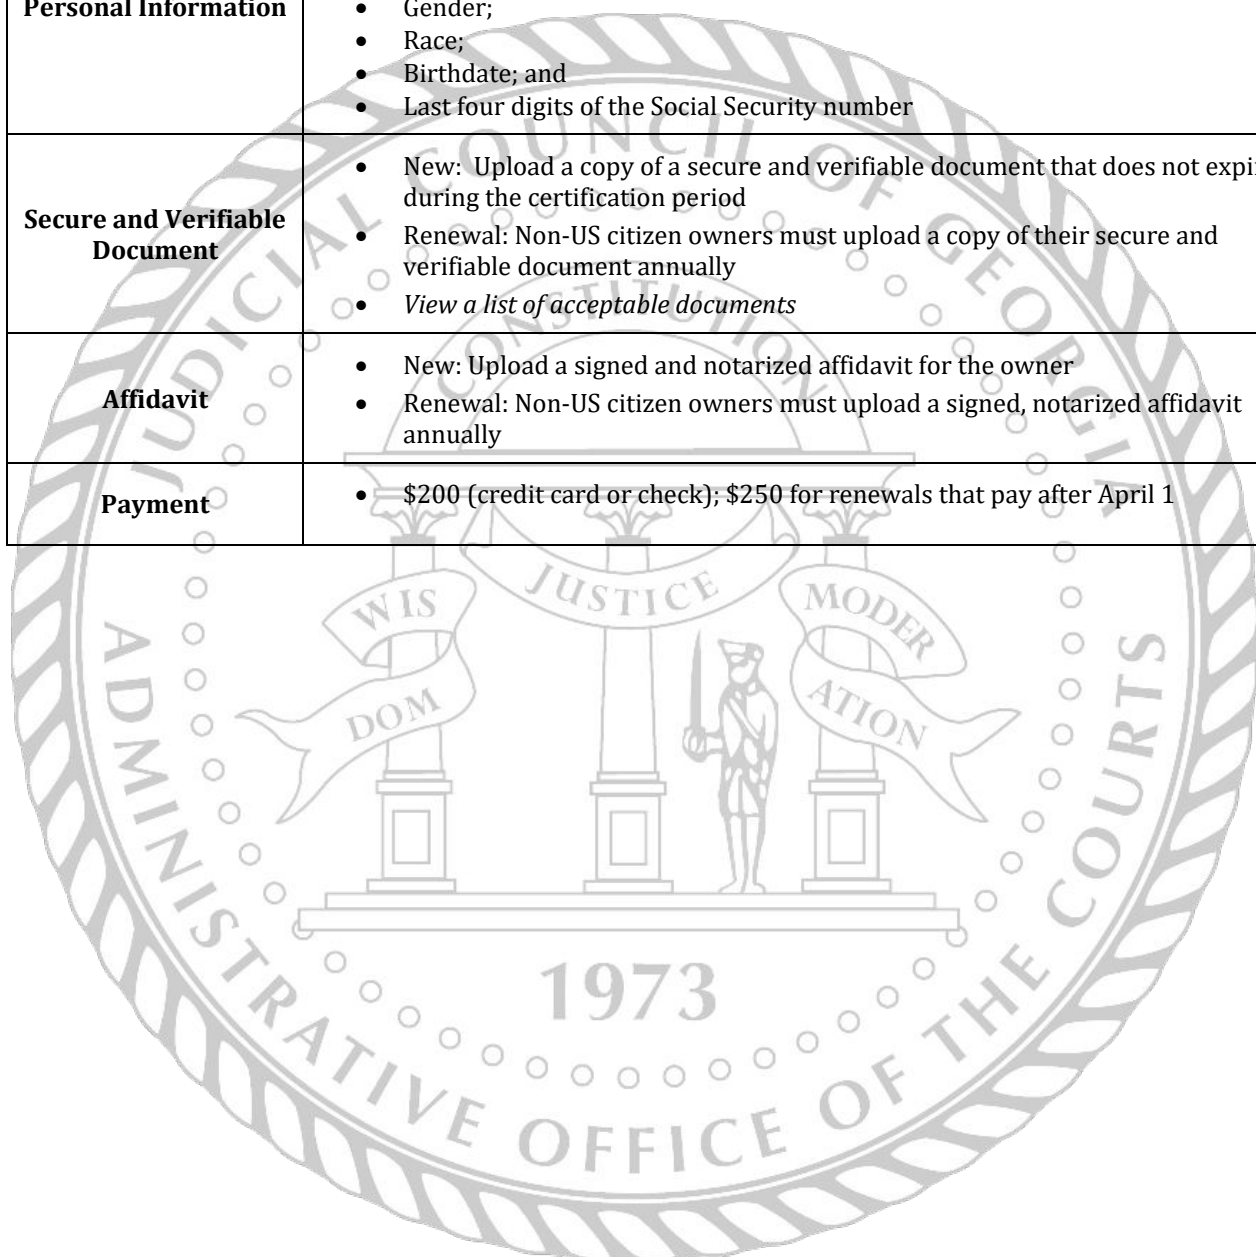 Personal Information
• Gender;
• Race;
• Birthdate; and
• Last four digits of the Social Security number
Secure and Verifiable
Document
• New:  Upload a copy of a secure and verifiable document that does not expi
during the certification period
• Renewal: Non-US citizen owners must upload a copy of their secure and
verifiable document annually
• View a list of acceptable documents
Affidavit
• New: Upload a signed and notarized affidavit for the owner
• Renewal: Non-US citizen owners must upload a signed, notarized affidavit
annually
Payment
• $200 (credit card or check); $250 for renewals that pay after April 1
JUDICIAL COUNCIL OF GEORGIA
CONSTITUTION
JUSTICE
WIS
DOM
MODER
ATION
1973
ADMINISTRATIVE OFFICE OF THE COURTS